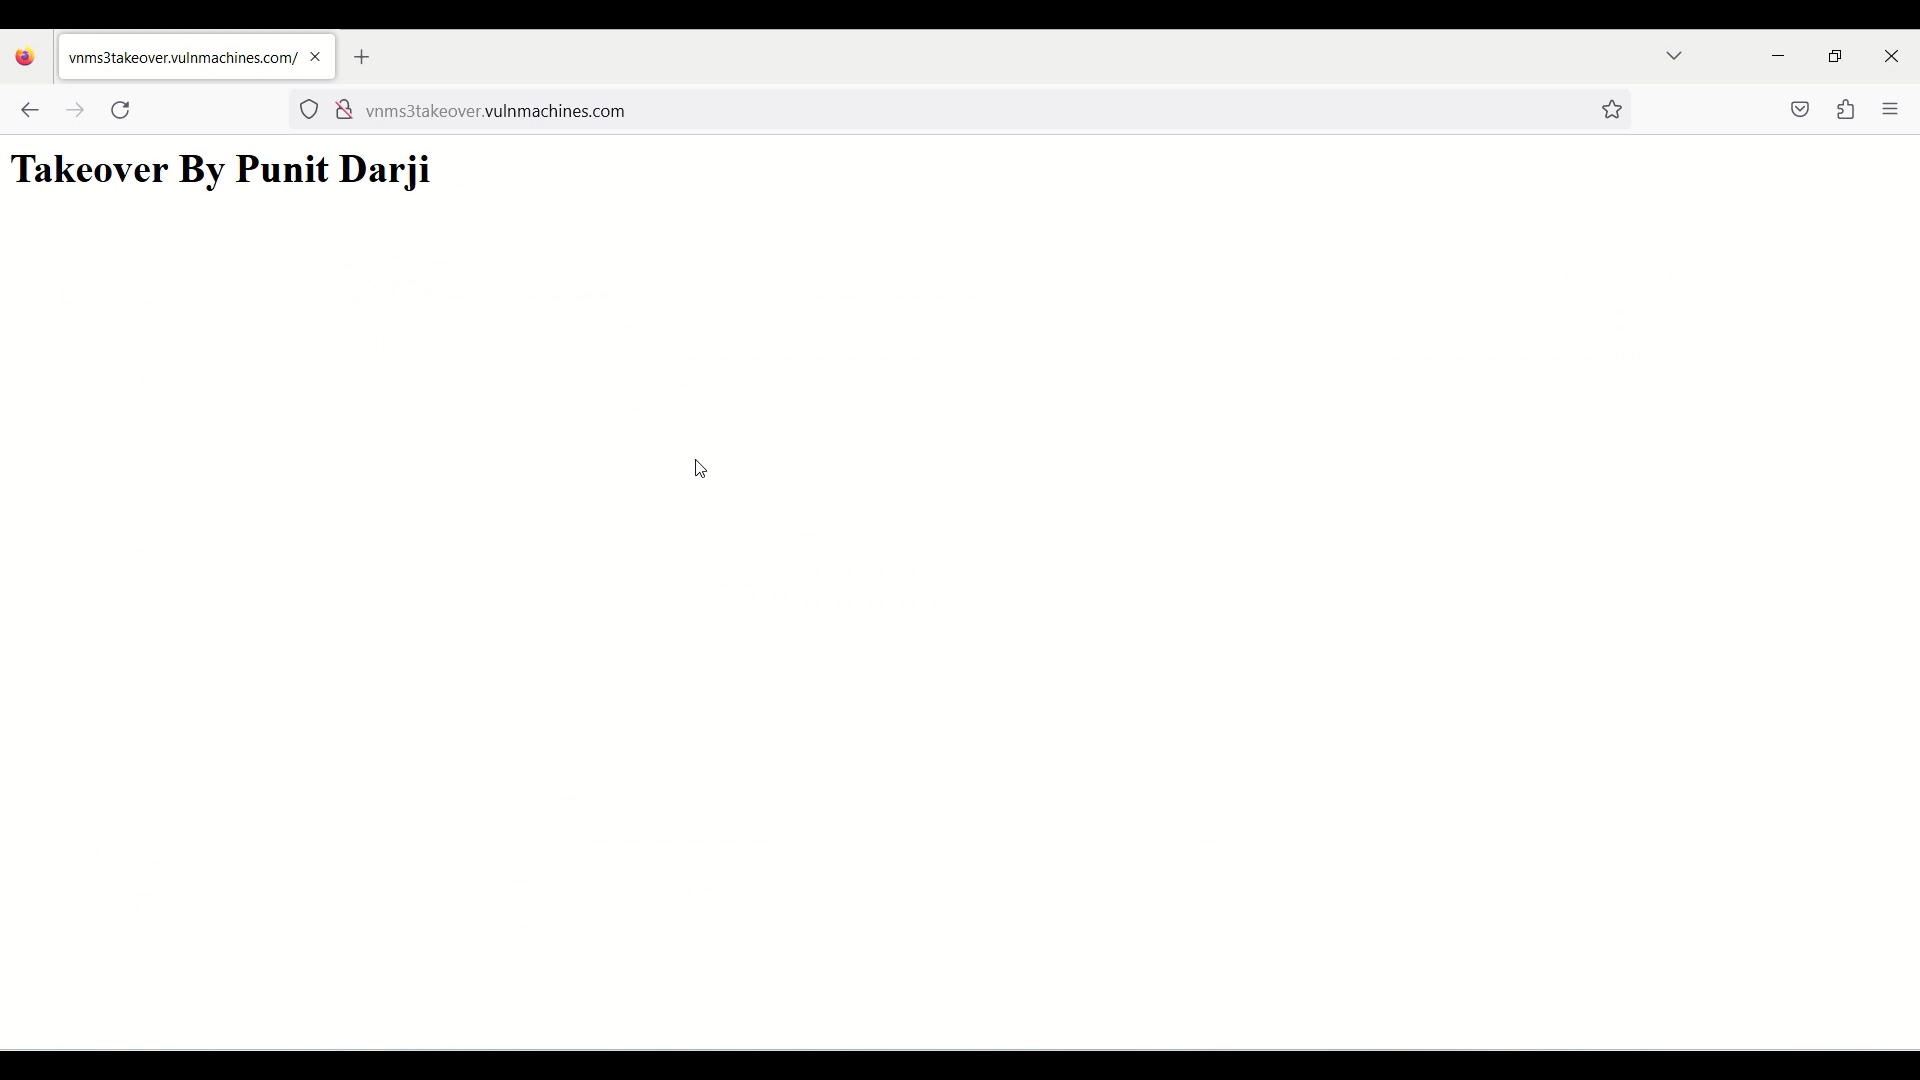 vnms3takeover.vulnmachines.com/
vnms3takeover.vulnmachines.com
Takeover By Punit Darji